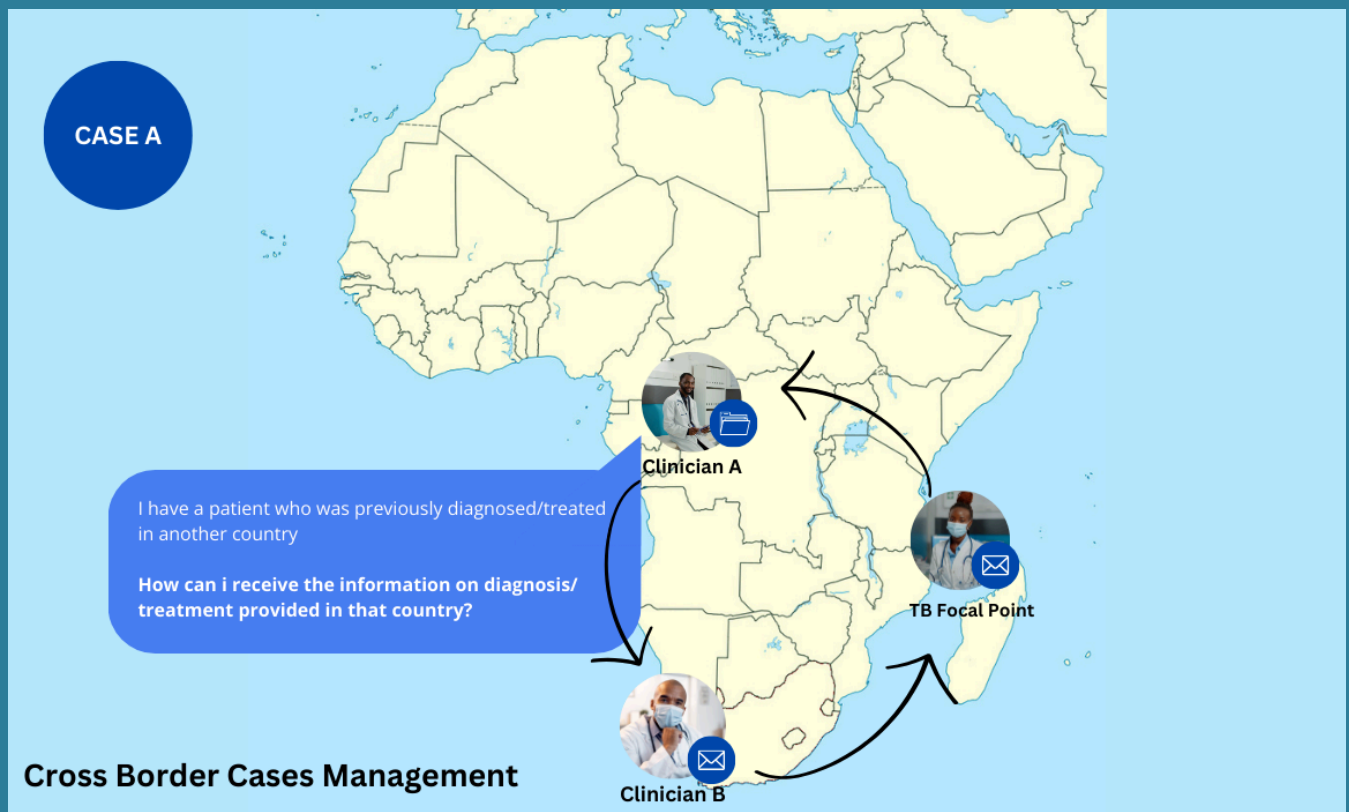 CASE A
Clinician A
I have a patient who was previously diagnosed/treated
in another country
How can i receive the information on diagnosis/
treatment provided in that country?
TB Focal Point
Cross Border Cases Management
Clinician B